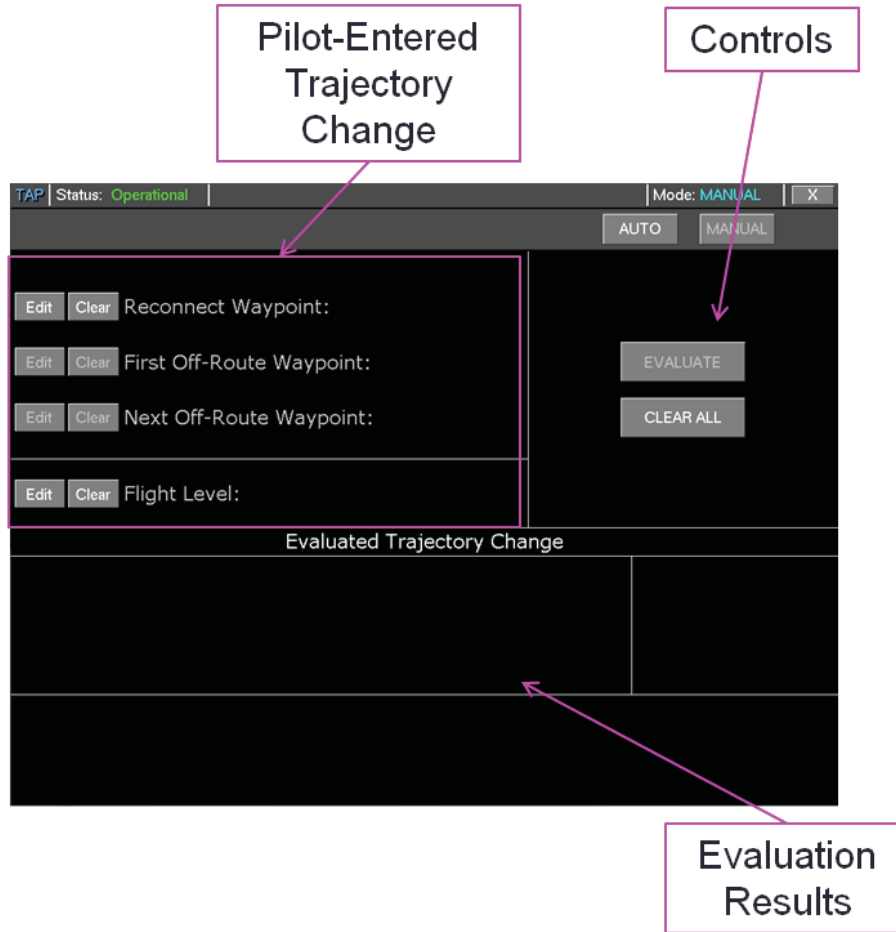 Pilot-Entered
Trajectory
Change
Controls
TAP Status: Operational Mode: MANUAL X
AUTO MANUAL
Edit Clear Reconnect Waypoint:
Edit Clear First Off-Route Waypoint:
EVALUATE
Edit Clear Next Off-Route Waypoint:
CLEAR ALL
Edit Clear Flight Level:
Evaluated Trajectory Change
Evaluation
Results